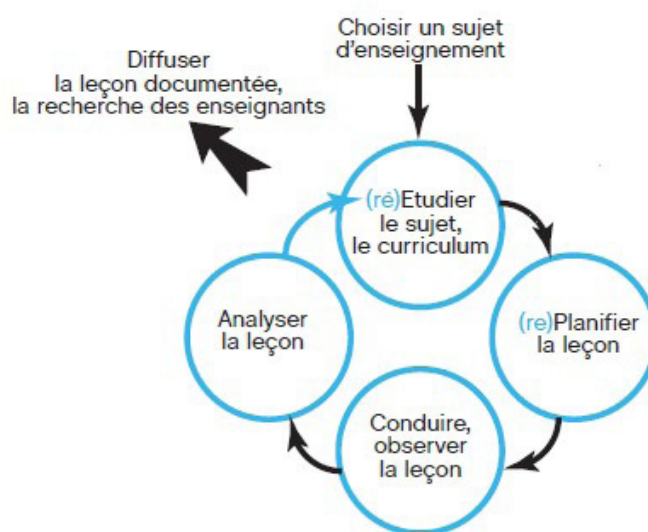 Choisir un sujet
d'enseignement
Diffuser
la leçon documentée,
la recherche des enseignants
(ré)Etudier
le sujet,
le curriculum
(re)Planifier
la leçon
Conduire,
observer
la leçon
Analyser
la leçon